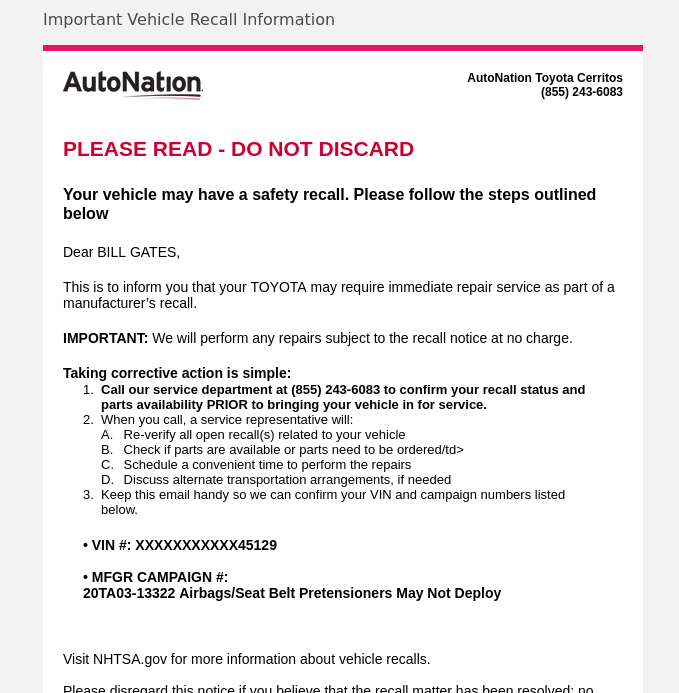 Important Vehicle Recall Information
AutoNation
AutoNation Toyota Cerritos
(855) 243-6083
PLEASE READ - DO NOT DISCARD
Your vehicle may have a safety recall. Please follow the steps outlined
below
Dear BILL GATES,
This is to inform you that your TOYOTA may require immediate repair service as part of a
manufacturer’s recall.
IMPORTANT: We will perform any repairs subject to the recall notice at no charge.
Taking corrective action is simple:
1. Call our service department at (855) 243-6083 to confirm your recall status and
parts availability PRIOR to bringing your vehicle in for service.
2. When you call, a service representative will:
A. Re-verify all open recall(s) related to your vehicle
B. Check if parts are available or parts need to be ordered/td>
C. Schedule a convenient time to perform the repairs
D. Discuss alternate transportation arrangements, if needed
3. Keep this email handy so we can confirm your VIN and campaign numbers listed
below.
• VIN #: XXXXXXXXXXX45129
• MFGR CAMPAIGN #:
20TA03-13322 Airbags/Seat Belt Pretensioners May Not Deploy
Visit NHTSA.gov for more information about vehicle recalls.
Please disregard this notice if you believe that the recall matter has been resolved; no